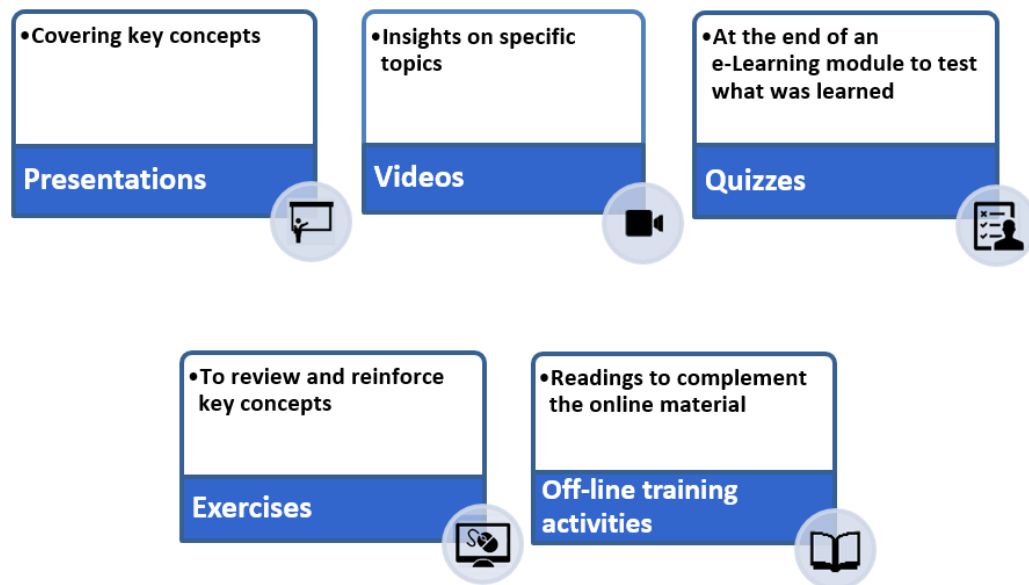 •Covering key concepts
Presentations
•Insights on specific
topics
Videos
•At the end of an
e-Learning module to test
what was learned
Quizzes
•To review and reinforce
key concepts
Exercises
•Readings to complement
the online material
Off-line training
activities